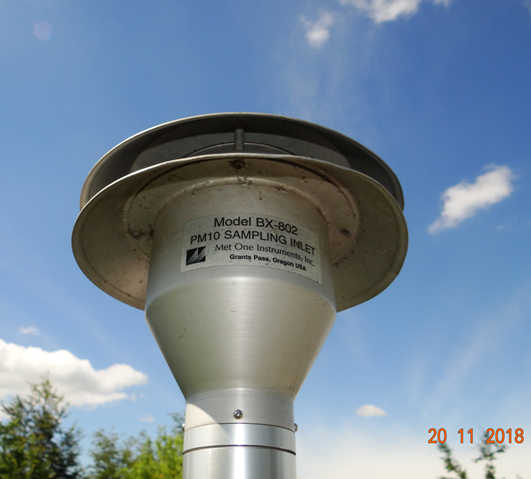 Model BX-802
PM10 SAMPLING INLET
Met One Instruments, Inc.
Grants Pass, Oregon USA
20 11 2018